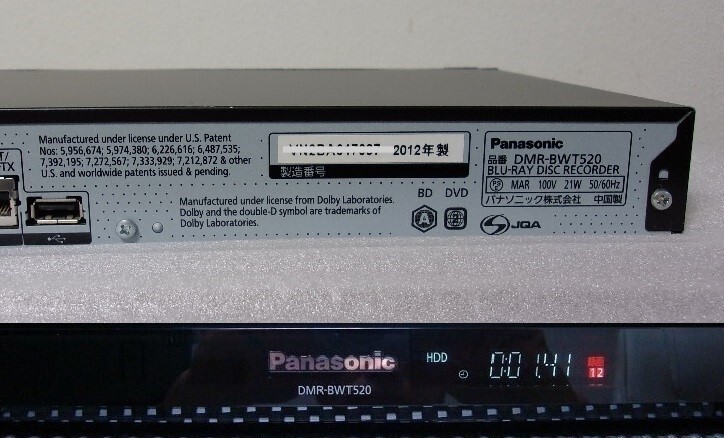 Manufactured under license under U.S. Patent
Nos: 5,956,674; 5,974,380; 6,226,616; 6,487,535;
7,392,195; 7,272,567; 7,333,929; 7,212,872 & other
U.S. and worldwide patents issued & pending.
2012年製
製造番号
Manufactured under license from Dolby Laboratories.
Dolby and the double-D symbol are trademarks of
Dolby Laboratories.
BD DVD
A
Panasonic
品番 DMR-BWT520
BLU-RAY DISC RECORDER
MAR 100V 21W 50/60Hz
パナソニック株式会社 中国製
JQA
Panasonic
HDD
0:01.41
録画
12
DMR-BWT520